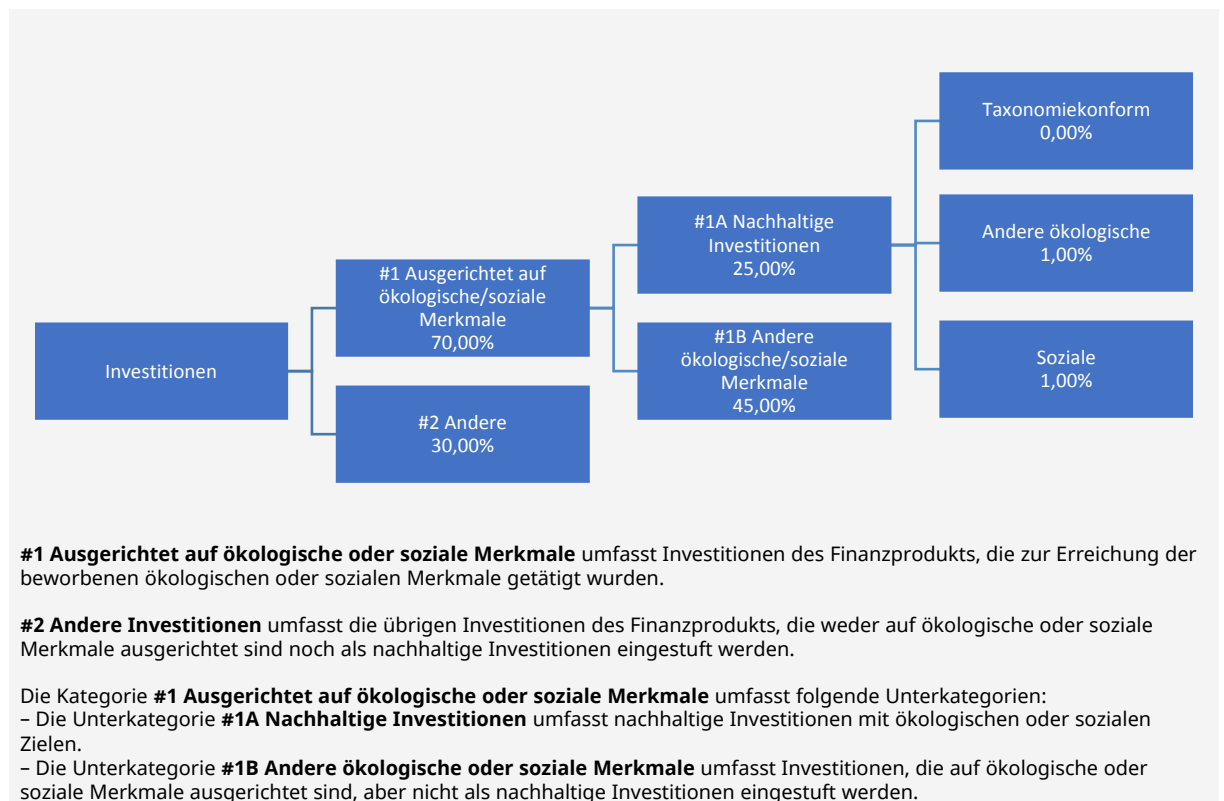 Investitionen
#1 Ausgerichtet auf
ökologische/soziale
Merkmale
70,00%
#2 Andere
30,00%
#1A Nachhaltige
Investitionen
25,00%
#1B Andere
ökologische/soziale
Merkmale
45,00%
Taxonomiekonform
0,00%
Andere ökologische
1,00%
Soziale
1,00%
#1 Ausgerichtet auf ökologische oder soziale Merkmale umfasst Investitionen des Finanzprodukts, die zur Erreichung der
beworbenen ökologischen oder sozialen Merkmale getätigt wurden.
#2 Andere Investitionen umfasst die übrigen Investitionen des Finanzprodukts, die weder auf ökologische oder soziale
Merkmale ausgerichtet sind noch als nachhaltige Investitionen eingestuft werden.
Die Kategorie #1 Ausgerichtet auf ökologische oder soziale Merkmale umfasst folgende Unterkategorien:
– Die Unterkategorie #1A Nachhaltige Investitionen umfasst nachhaltige Investitionen mit ökologischen oder sozialen
Zielen.
– Die Unterkategorie #1B Andere ökologische oder soziale Merkmale umfasst Investitionen, die auf ökologische oder
soziale Merkmale ausgerichtet sind, aber nicht als nachhaltige Investitionen eingestuft werden.